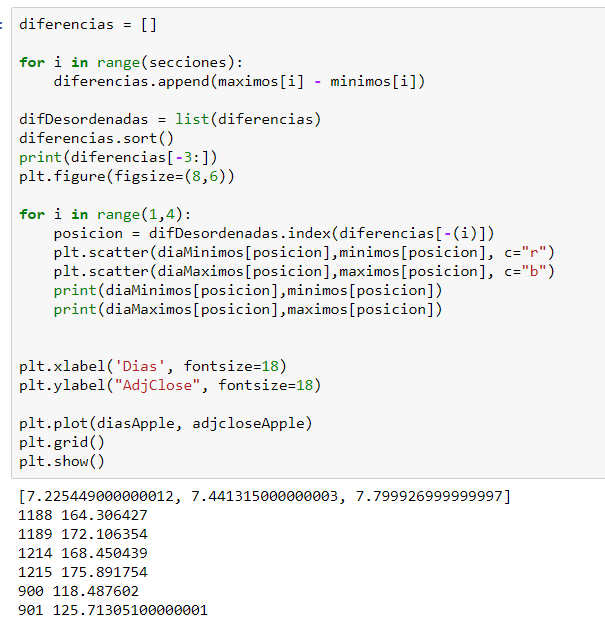 diferencias = []
for i in range(secciones):
    diferencias.append(maximos[i] - minimos[i])
difDesordenadas = list(diferencias)
diferencias.sort()
print(diferencias[-3:])
plt.figure(figsize=(8,6))
for i in range(1,4):
    posicion = difDesordenadas.index(diferencias[-(i)])
    plt.scatter(diaMinimos[posicion],minimos[posicion], c="r")
    plt.scatter(diaMaximos[posicion],maximos[posicion], c="b")
    print(diaMinimos[posicion],minimos[posicion])
    print(diaMaximos[posicion],maximos[posicion])
plt.xlabel('Dias', fontsize=18)
plt.ylabel("AdjClose", fontsize=18)
plt.plot(diasApple, adjcloseApple)
plt.grid()
plt.show()
[7.225449000000012, 7.441315000000003, 7.799926999999997]
1188 164.306427
1189 172.106354
1214 168.450439
1215 175.891754
900 118.487602
901 125.71305100000001